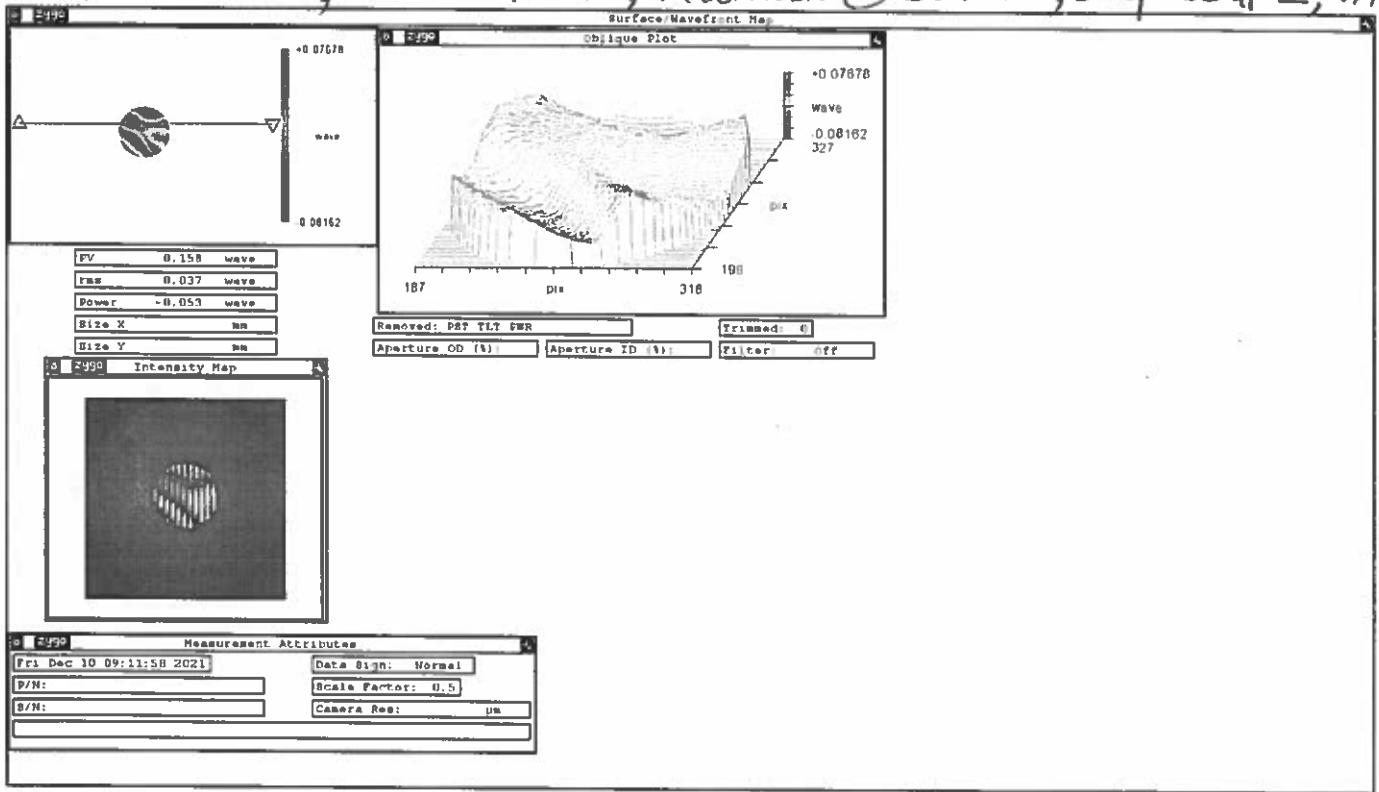 Surface/Wavefront Map
+0.07678
wave
-0.08162
zygo
Oblique Plot
+0.07678
wave
-0.08162
327
pix
198
187
pix
316
PV 0.158 wave
rms 0.037 wave
Power -0.053 wave
Size X mm
Size Y mm
Removed: PST TLT PWR
Trimmed: 0
Aperture OD (%):
Aperture ID (%):
Filter: Off
zygo
Intensity Map
zygo
Measurement Attributes
Fri Dec 10 09:11:58 2021
Data Sign: Normal
P/N:
Scale Factor: 0.5
S/N:
Camera Res: µm